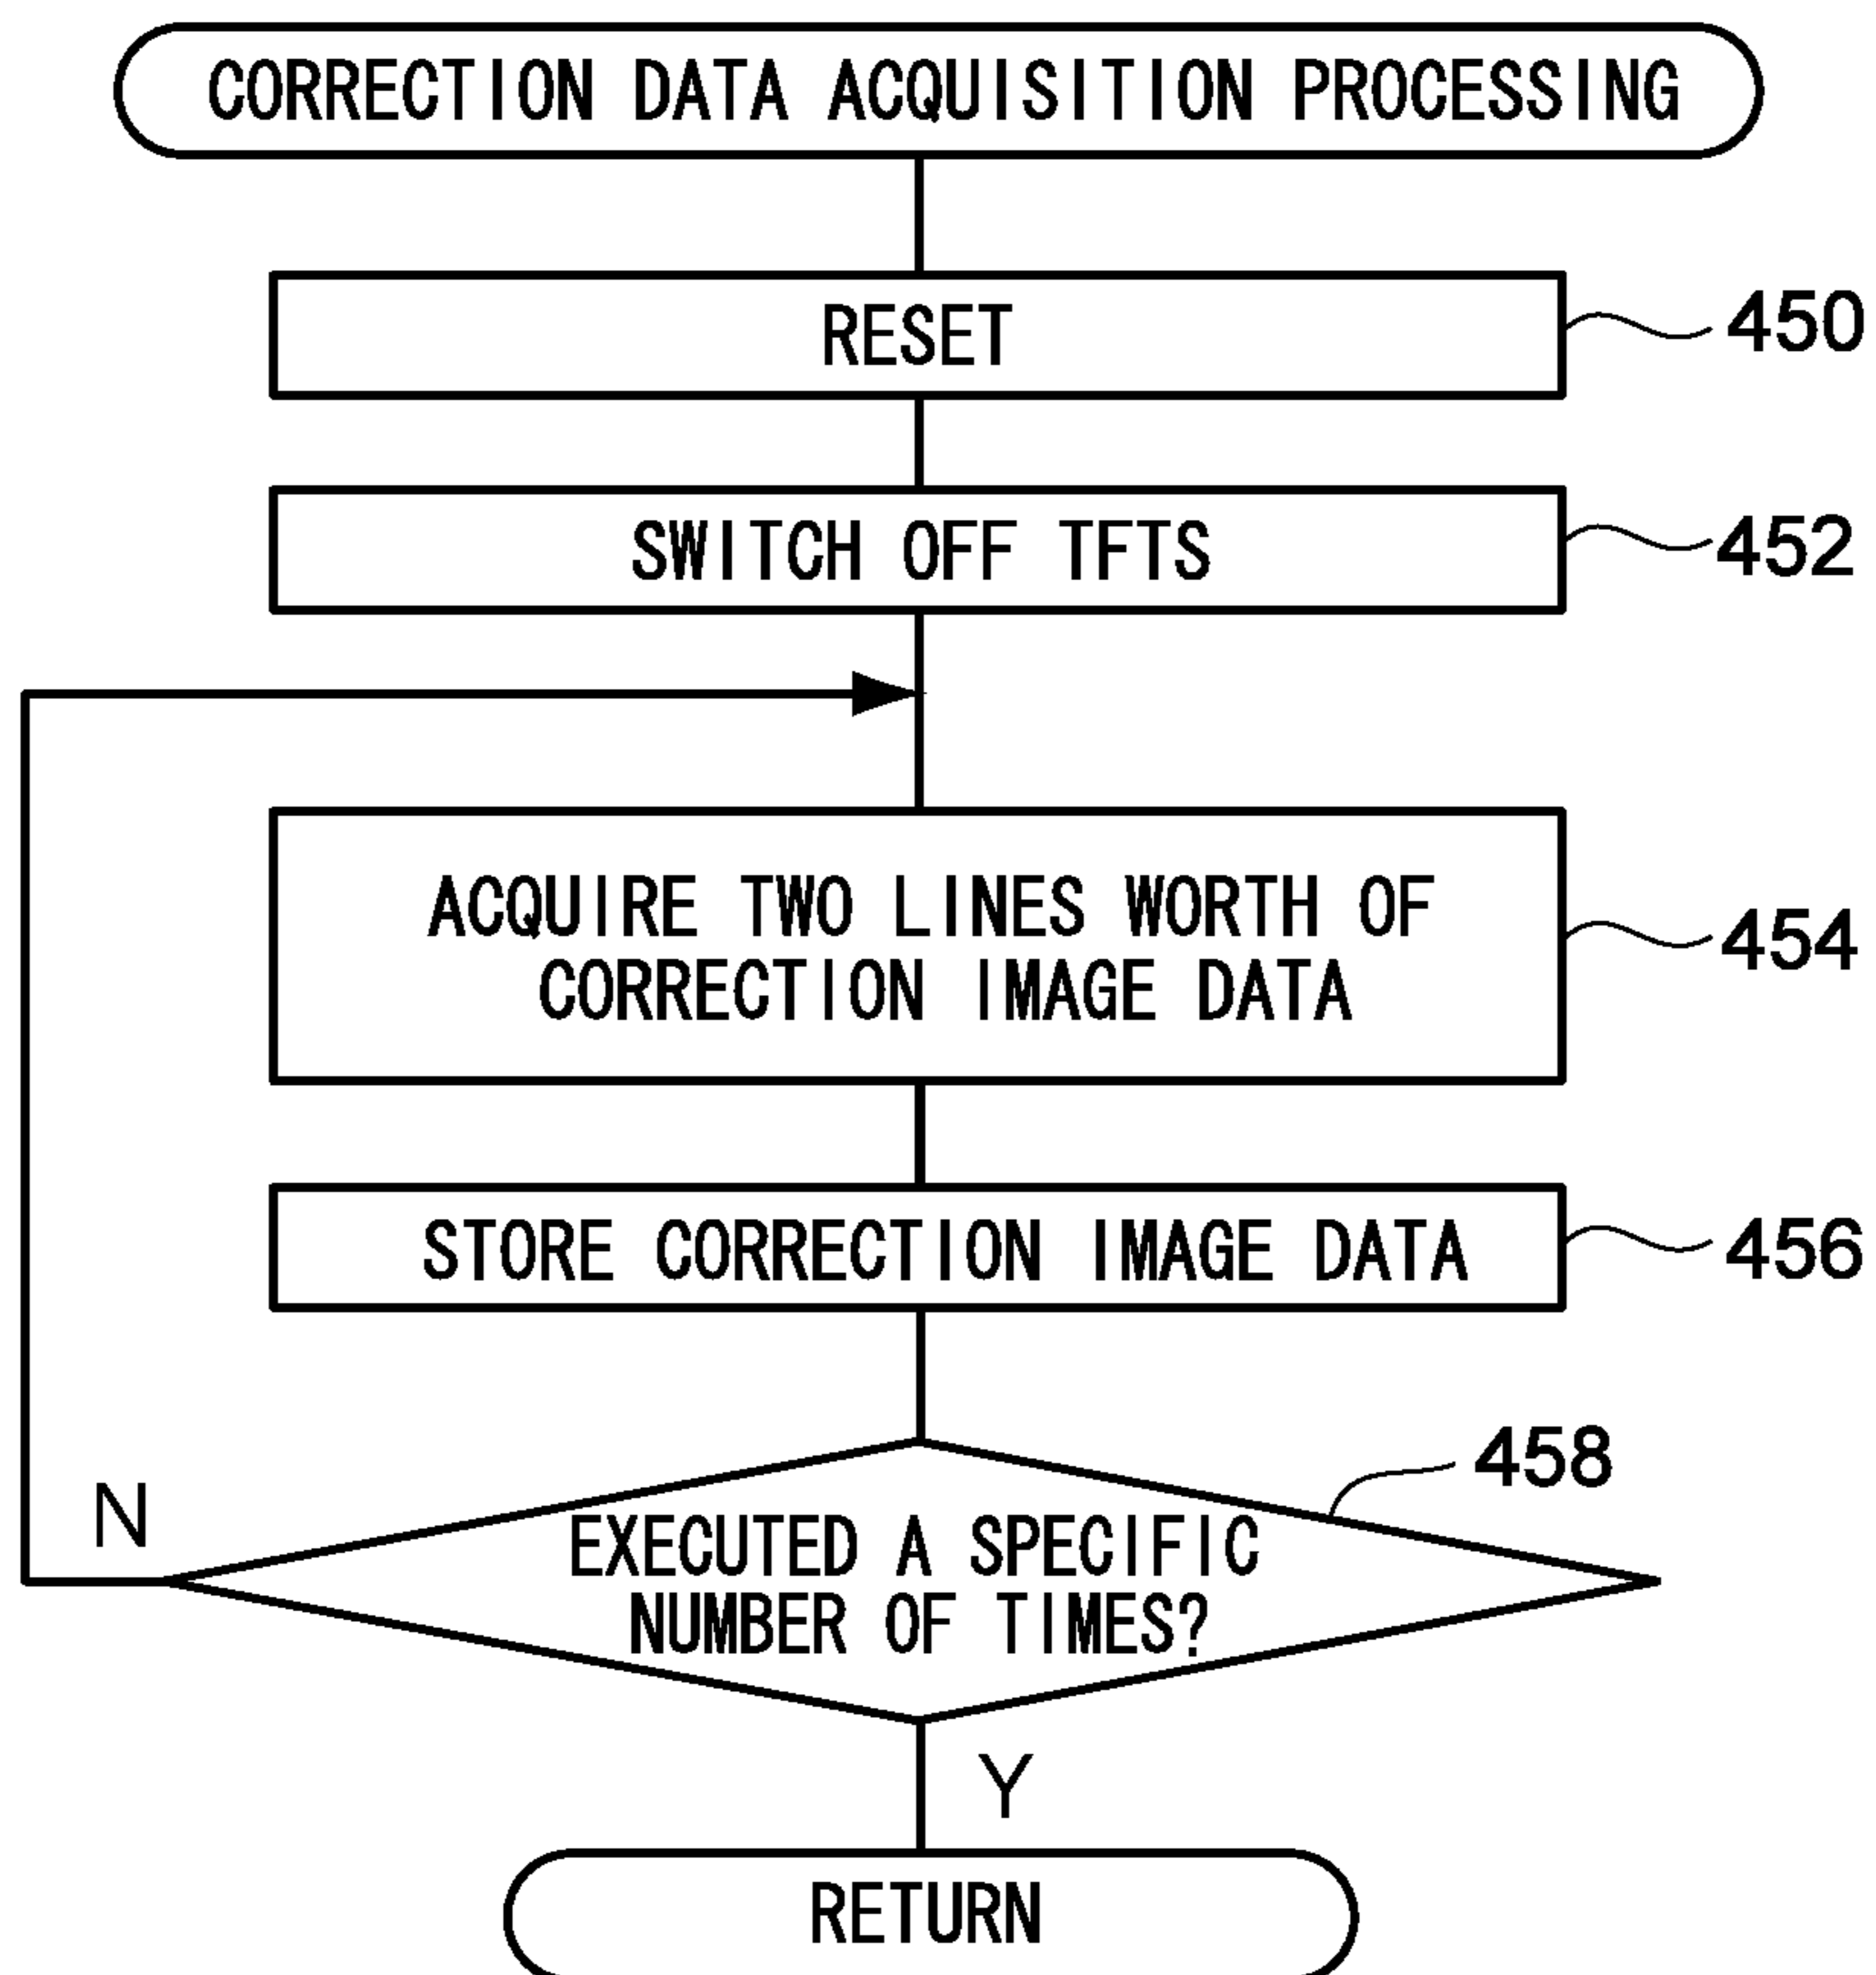 CORRECTION DATA ACQUISITION PROCESSING
RESET
450
SWITCH OFF TFTS
452
ACQUIRE TWO LINES WORTH OF
CORRECTION IMAGE DATA
454
STORE CORRECTION IMAGE DATA
456
458
N
EXECUTED A SPECIFIC
NUMBER OF TIMES?
Y
RETURN